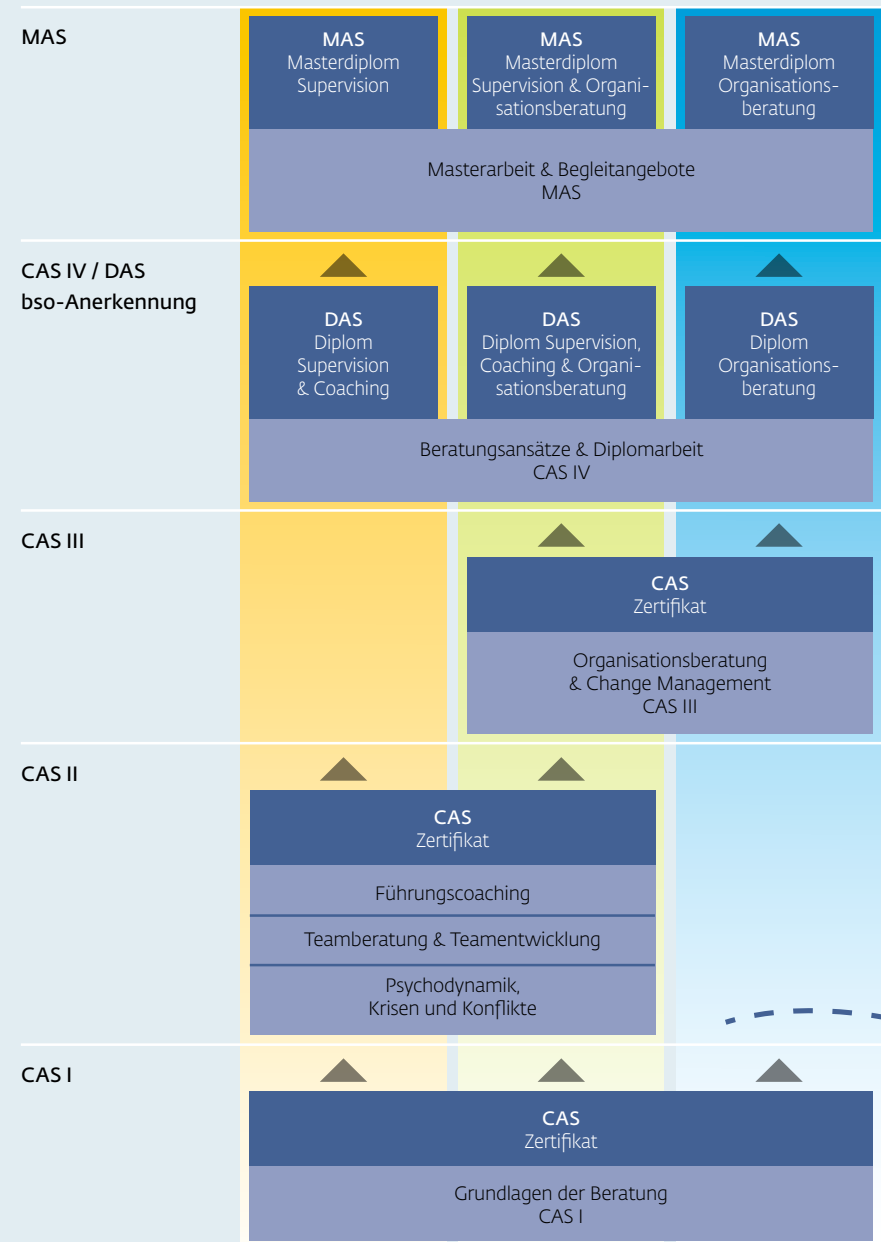 MAS
MAS
Masterdiplom
Supervision
MAS
Masterdiplom
Supervision & Organi-
sationsberatung
MAS
Masterdiplom
Organisations-
beratung
Masterarbeit & Begleitangebote
MAS
CAS IV / DAS
bso-Anerkennung
DAS
Diplom
Supervision
& Coaching
DAS
Diplom Supervision,
Coaching & Organi-
sationsberatung
DAS
Diplom
Organisations-
beratung
Beratungsansätze & Diplomarbeit
CAS IV
CAS III
CAS
Zertifikat
Organisationsberatung
& Change Management
CAS III
CAS II
CAS
Zertifikat
Führungscoaching
Teamberatung & Teamentwicklung
Psychodynamik,
Krisen und Konflikte
CAS I
CAS
Zertifikat
Grundlagen der Beratung
CAS I